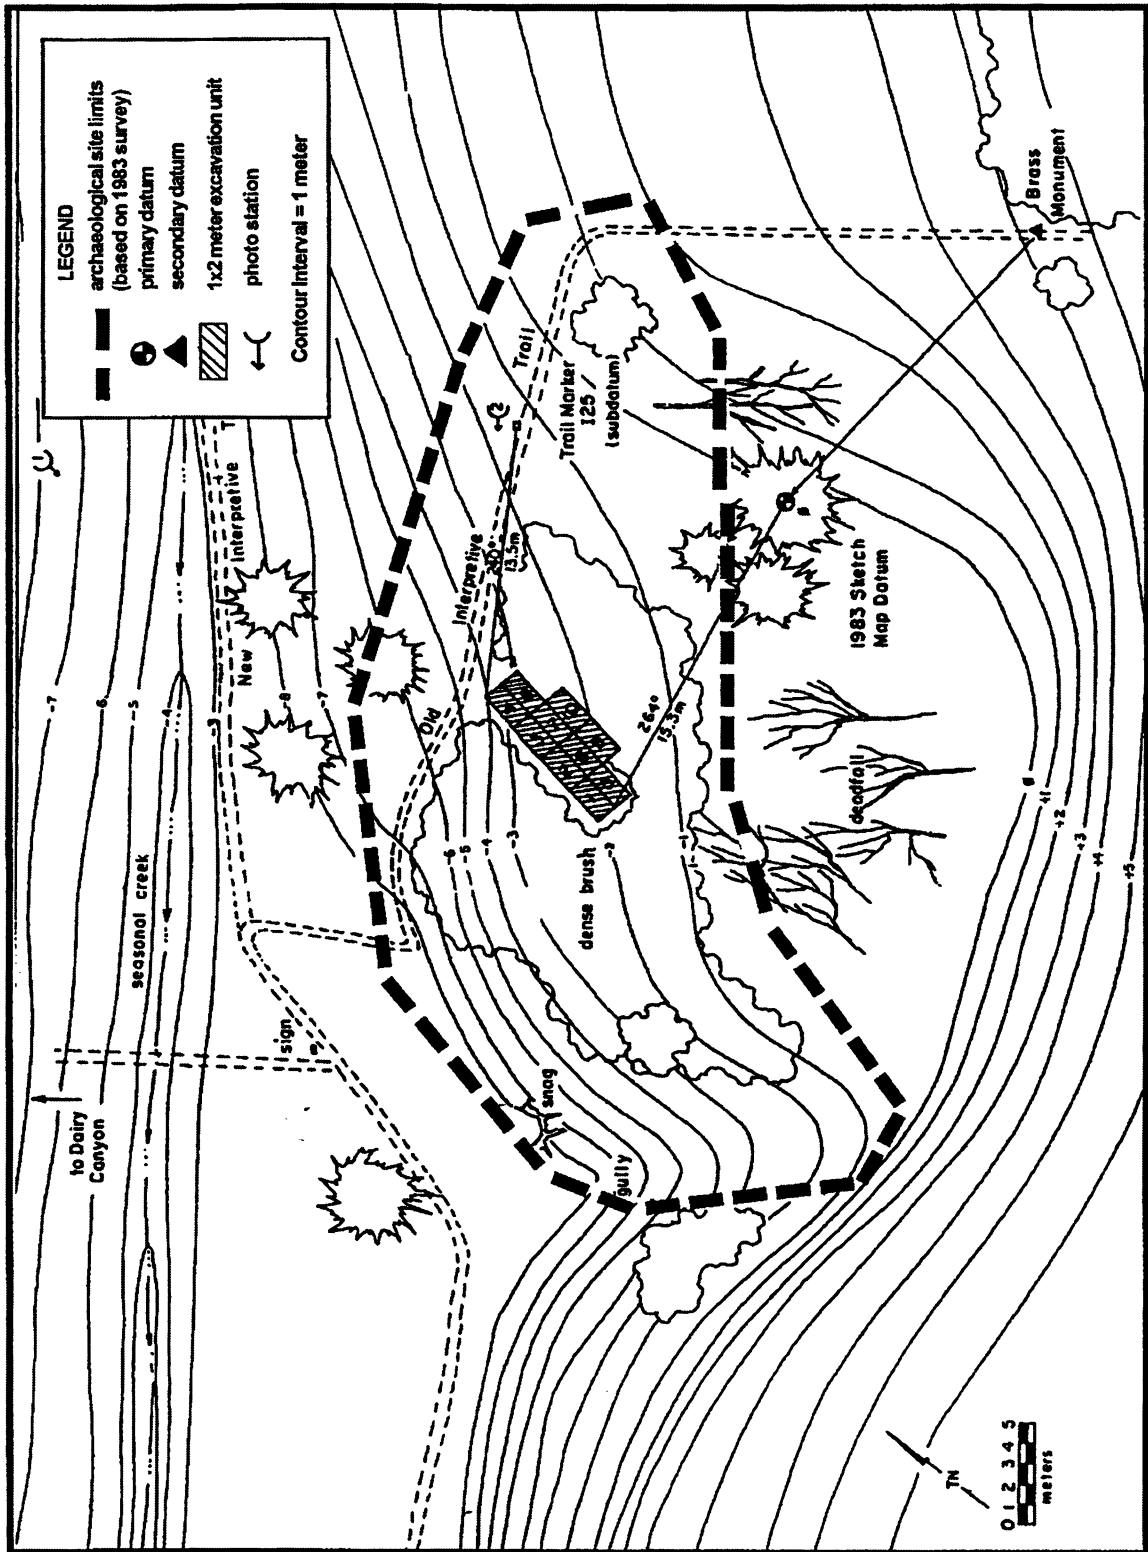 LEGEND
archaeological site limits
(based on 1983 survey)
primary datum
secondary datum
1x2 meter excavation unit
photo station
Contour Interval = 1 meter
to Dairy
Canyon
seasonal creek
sign
New
Interpretive
T
-7
-6
-5
-4
-3
-8
-7
Old
Interpretive
Trail
240°
13.5m
Trail Marker
125 /
(subdatum)
-6
-5
-4
-3
-2
-1
dense brush
snag
gully
264°
15.3m
1983 Sketch
Map Datum
deadfall
Brass
Monument
+1
+2
+3
+4
+5
TN
0 1 2 3 4 5
meters